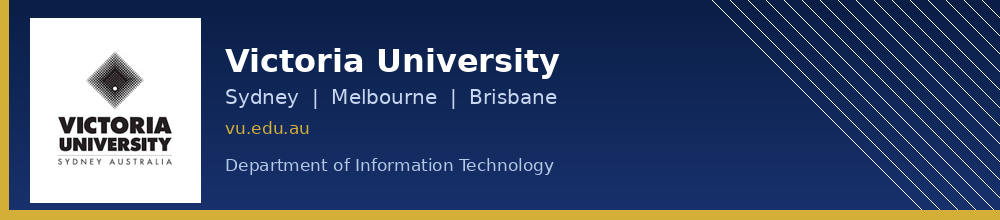 VICTORIA
UNIVERSITY
SYDNEY AUSTRALIA
Victoria University
Sydney | Melbourne | Brisbane
vu.edu.au
Department of Information Technology